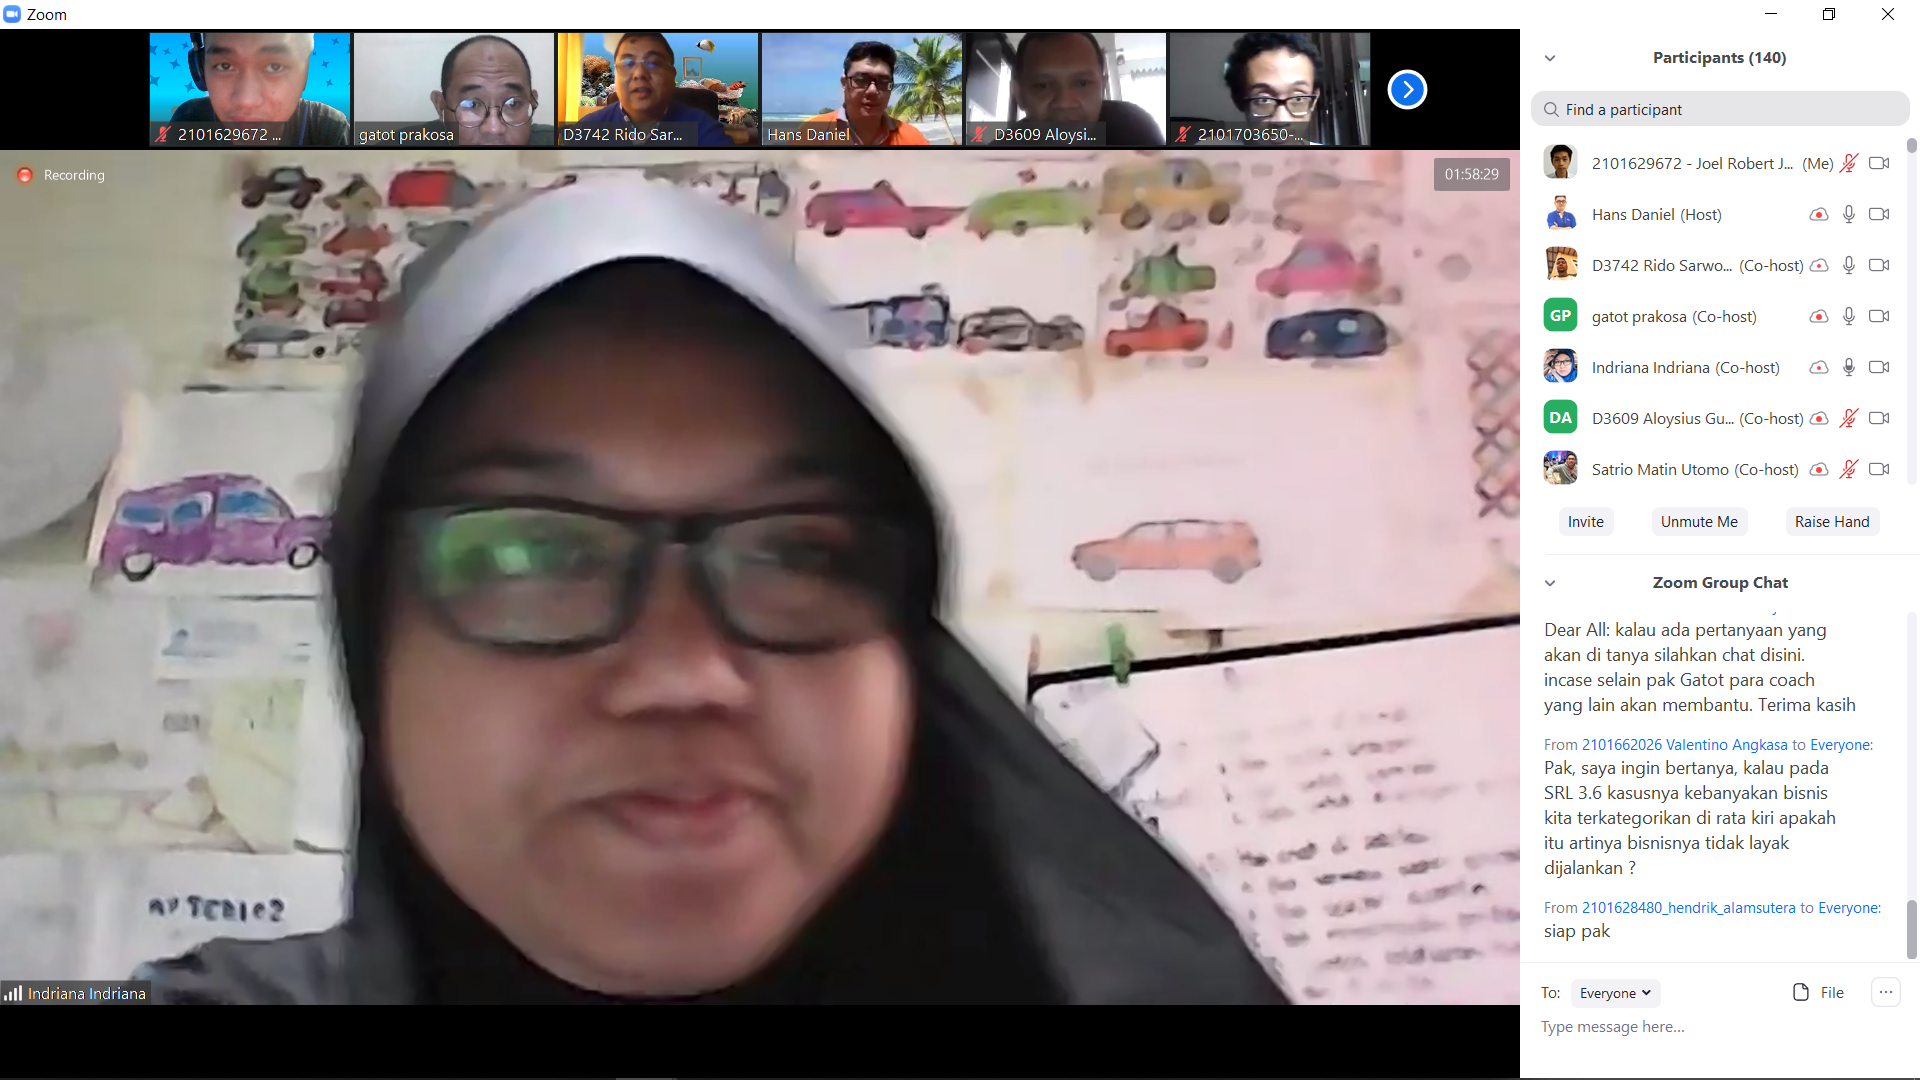 Zoom
2101629672 ...
gatot prakosa
D3742 Rido Sar...
Hans Daniel
D3609 Aloysi...
2101703650-...
Recording
01:58:29
Indriana Indriana
Participants (140)
Find a participant
2101629672 - Joel Robert J... (Me)
Hans Daniel (Host)
D3742 Rido Sarwo... (Co-host)
GP
gatot prakosa (Co-host)
Indriana Indriana (Co-host)
DA
D3609 Aloysius Gu... (Co-host)
Satrio Matin Utomo (Co-host)
Invite
Unmute Me
Raise Hand
Zoom Group Chat
Dear All: kalau ada pertanyaan yang
akan di tanya silahkan chat disini.
incase selain pak Gatot para coach
yang lain akan membantu. Terima kasih
From 2101662026 Valentino Angkasa to Everyone:
Pak, saya ingin bertanya, kalau pada
SRL 3.6 kasusnya kebanyakan bisnis
kita terkategorikan di rata kiri apakah
itu artinya bisnisnya tidak layak
dijalankan ?
From 2101628480_hendrik_alamsutera to Everyone:
siap pak
To: Everyone
File
Type message here...